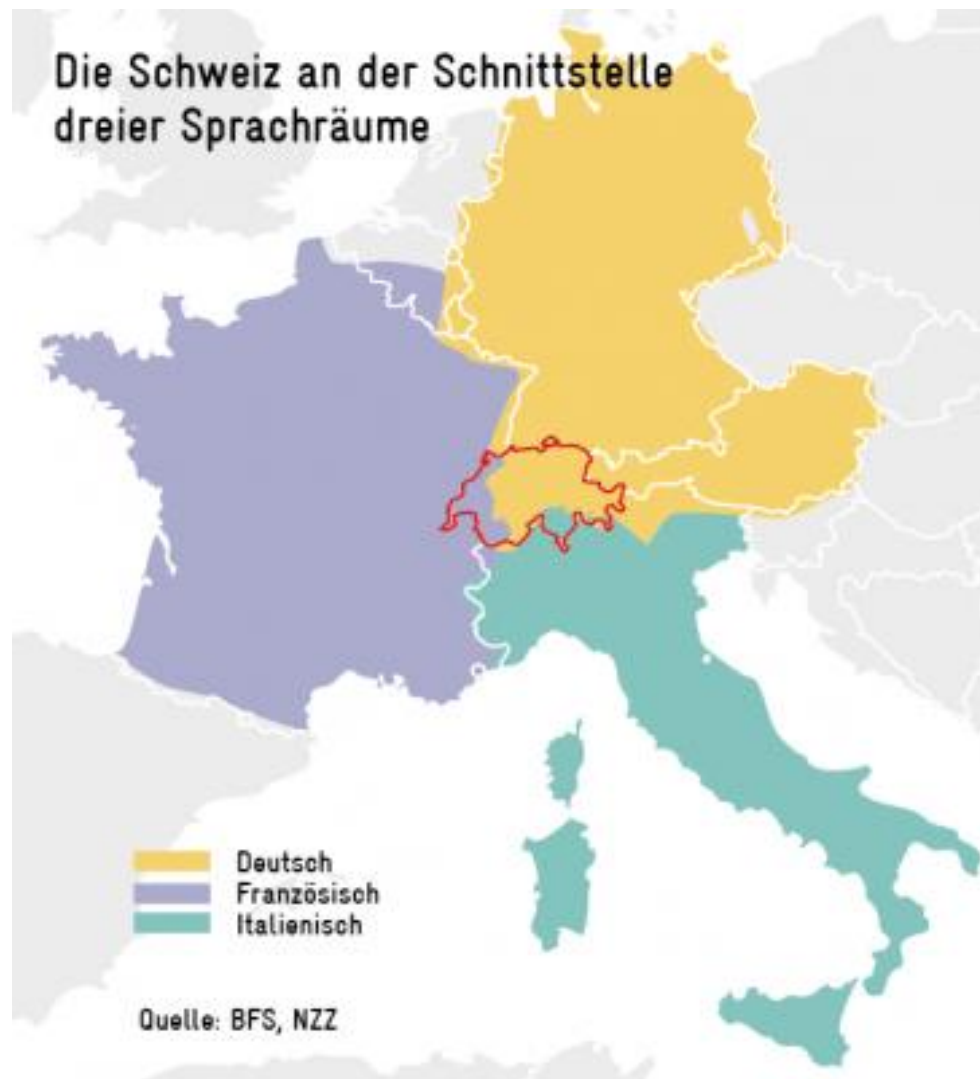 Die Schweiz an der Schnittstelle
dreier Sprachräume
Deutsch
Französisch
Italienisch
Quelle: BFS, NZZ